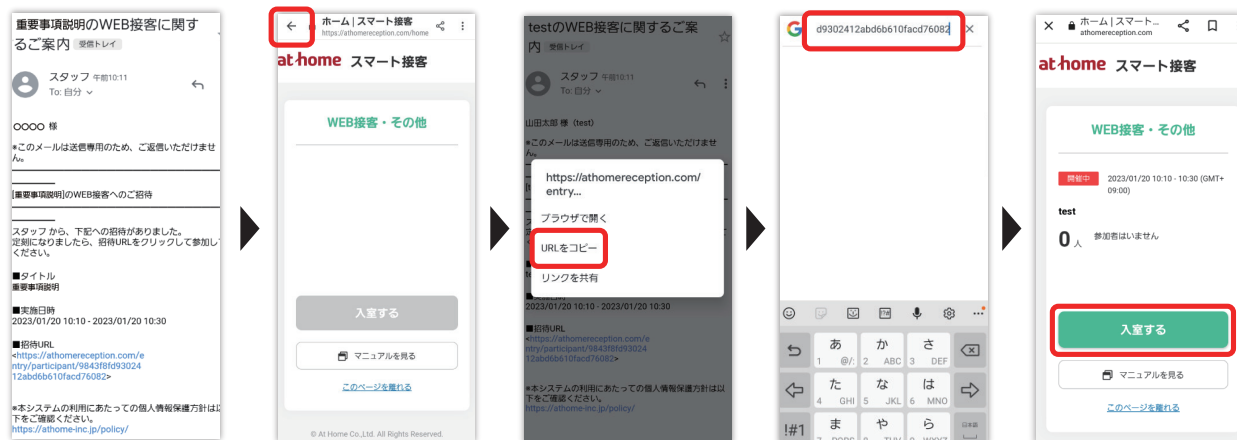 重要事項説明のWEB接客に関す
るご案内 受信トレイ
スタッフ 午前10:11
To: 自分
〇〇〇〇 様
*このメールは送信専用のため、ご返信いただけませ
ん。
[重要事項説明]のWEB接客へのご招待
スタッフ から、下記への招待がありました。
定刻になりましたら、招待URLをクリックして参加し
ください。
■タイトル
重要事項説明
■実施日時
2023/01/20 10:10 - 2023/01/20 10:30
■招待URL
<https://athomereception.com/e
ntry/participant/9843f8fd93024
12abd6b610facd76082>
*本システムの利用にあたっての個人情報保護方針は
下をご確認ください。
https://athome-inc.jp/policy/
ホーム | スマート接客
https://athomereception.com/home
at home スマート接客
WEB接客・その他
入室する
マニュアルを見る
このページを離れる
© At Home Co.,Ltd. All Rights Reserved.
testのWEB接客に関するご案
内 受信トレイ
スタッフ 午前10:11
To: 自分
山田太郎 様（test）
*このメールは送信専用のため、ご返信いただけませ
ん。
https://athomereception.com/
entry...
ブラウザで開く
URLをコピー
リンクを共有
2023/01/20 10:10 - 2023/01/20 10:30
■招待URL
<https://athomereception.com/e
ntry/participant/9843f8fd93024
12abd6b610facd76082>
*本システムの利用にあたっての個人情報保護方針は以
下をご確認ください。
https://athome-inc.jp/policy/
G d9302412abd6b610facd76082 ×
あ か さ
1 @/: 2 ABC 3 DEF
た な は
4 GHI 5 JKL 6 MNO
!#1 ま や ら 日本語
7 PQRS 8 TUV 9 WXYZ
ホーム | スマート...
athomereception.com
at home スマート接客
WEB接客・その他
開催中 2023/01/20 10:10 - 10:30 (GMT+
09:00)
test
0人 参加者はいません
入室する
マニュアルを見る
このページを離れる